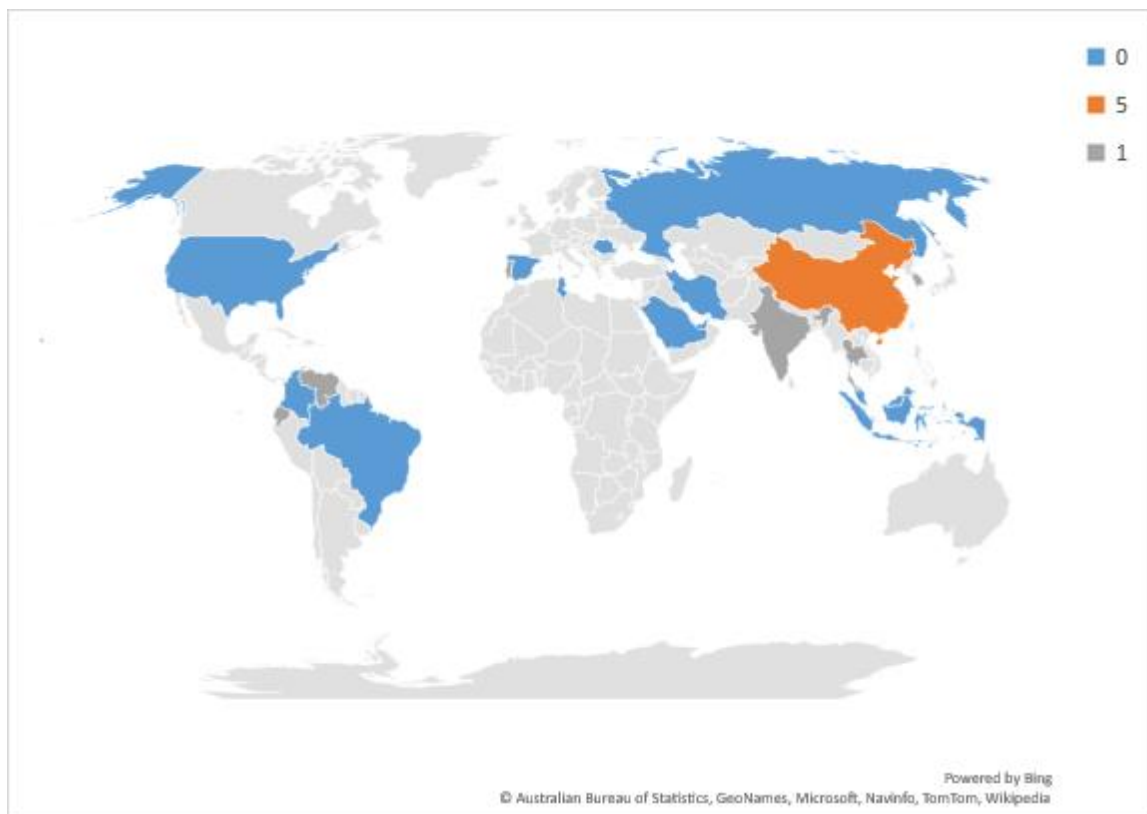 0
5
1
Powered by Bing
© Australian Bureau of Statistics, GeoNames, Microsoft, Navinfo, TomTom, Wikipedia